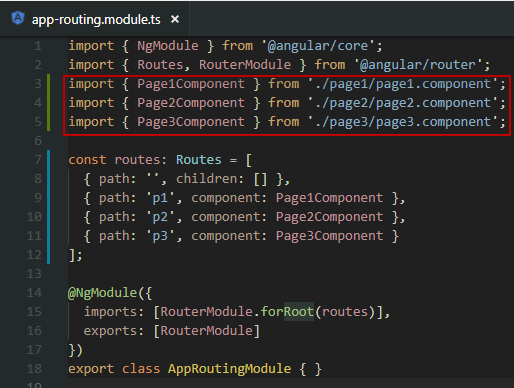 app-routing.module.ts ×
1 import { NgModule } from '@angular/core';
2 import { Routes, RouterModule } from '@angular/router';
3 import { Page1Component } from './page1/page1.component';
4 import { Page2Component } from './page2/page2.component';
5 import { Page3Component } from './page3/page3.component';
6
7 const routes: Routes = [
8   { path: '', children: [] },
9   { path: 'p1', component: Page1Component },
10   { path: 'p2', component: Page2Component },
11   { path: 'p3', component: Page3Component }
12 ];
13
14 @NgModule({
15   imports: [RouterModule.forRoot(routes)],
16   exports: [RouterModule]
17 })
18 export class AppRoutingModule { }
19